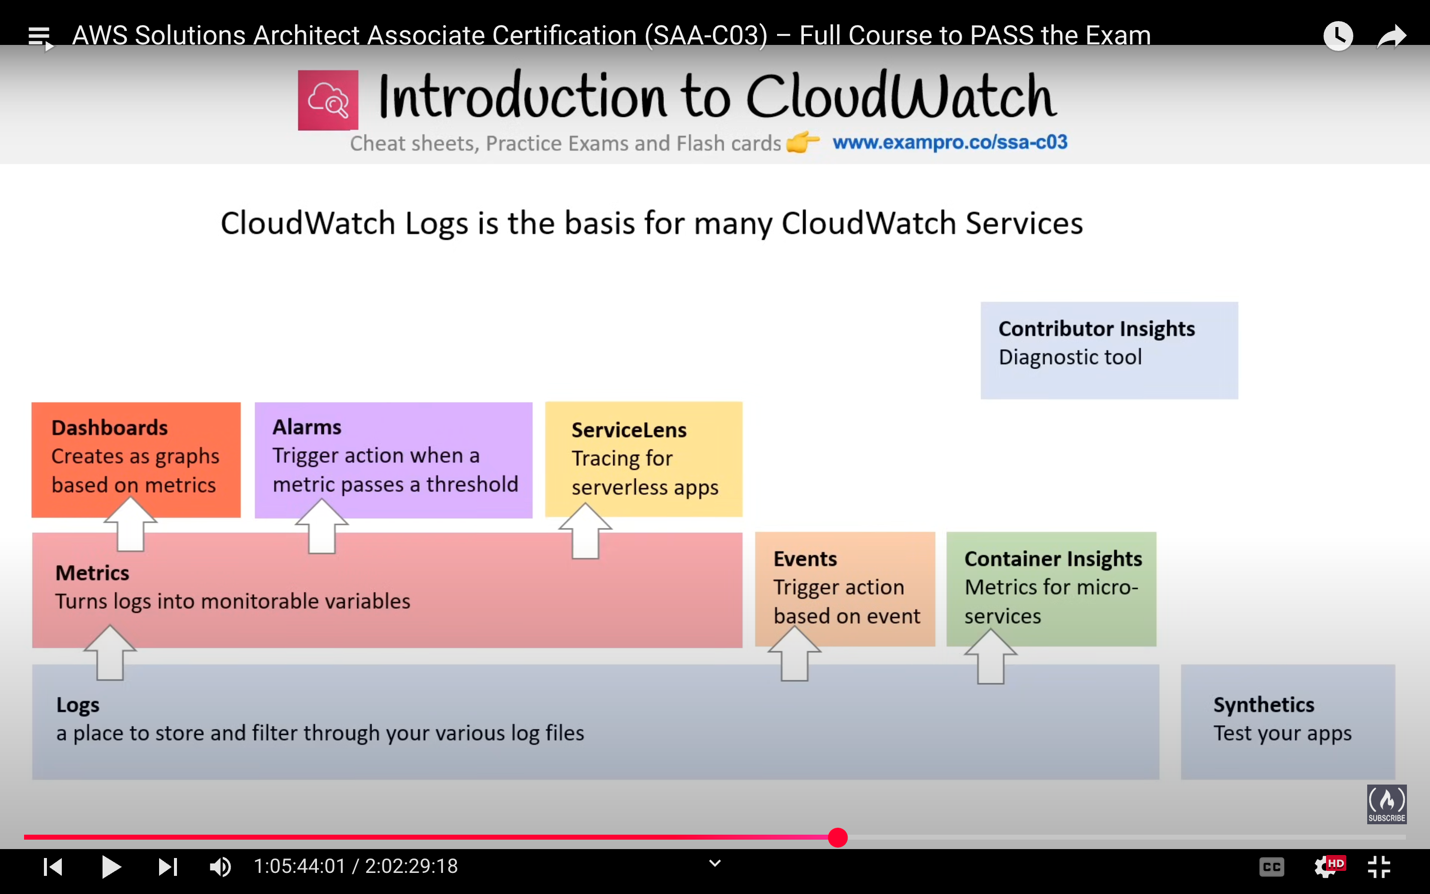 AWS Solutions Architect Associate Certification (SAA-C03) – Full Course to PASS the Exam
Introduction to CloudWatch
Cheat sheets, Practice Exams and Flash cards 👉 www.exampro.co/ssa-c03
CloudWatch Logs is the basis for many CloudWatch Services
Contributor Insights
Diagnostic tool
Dashboards
Creates as graphs
based on metrics
Alarms
Trigger action when a
metric passes a threshold
ServiceLens
Tracing for
serverless apps
Metrics
Turns logs into monitorable variables
Events
Trigger action
based on event
Container Insights
Metrics for micro-
services
Logs
a place to store and filter through your various log files
Synthetics
Test your apps
SUBSCRIBE
1:05:44:01 / 2:02:29:18
CC
HD